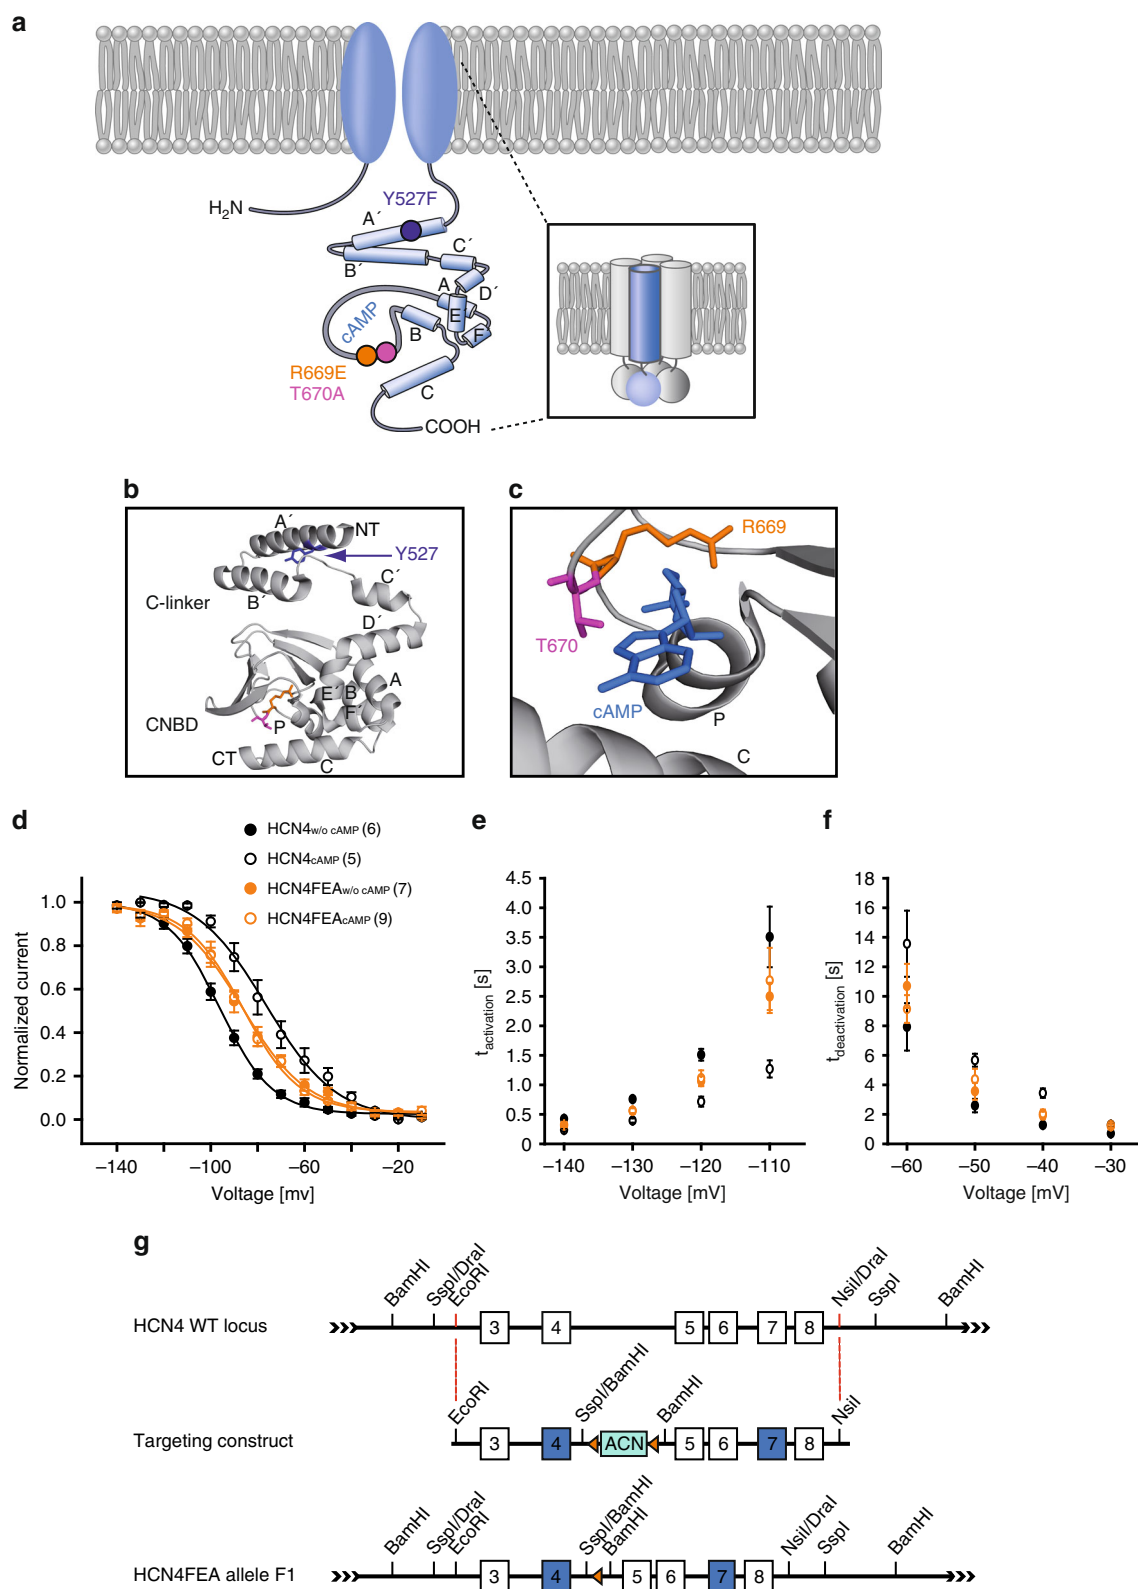 a
H₂N
Y527F
A´
B´
C´
D´
A
E
F
B
cAMP
R669E
T670A
C
COOH
b
A´
NT
Y527
C´
B´
C-linker
D´
E´
B
A
F´
CNBD
P
CT
C
c
R669
T670
cAMP
P
C
d
HCN4w/o cAMP (6)
HCN4cAMP (5)
HCN4FEAw/o cAMP (7)
HCN4FEAcAMP (9)
Normalized current
1.0
0.8
0.6
0.4
0.2
0.0
–140
–100
–60
–20
Voltage [mv]
e
tactivation [s]
4.5
4.0
3.5
3.0
2.5
2.0
1.5
1.0
0.5
0
–140
–130
–120
–110
Voltage [mV]
f
tdeactivation [s]
18
16
14
12
10
8
6
4
2
0
–60
–50
–40
–30
Voltage [mV]
g
HCN4 WT locus
BamHI
SspI/DraI
EcoRI
3
4
5
6
7
8
NsiI/DraI
SspI
BamHI
Targeting construct
EcoRI
3
4
SspI/BamHI
ACN
BamHI
5
6
7
8
NsiI
HCN4FEA allele F1
BamHI
SspI/DraI
EcoRI
3
4
SspI/BamHI
BamHI
5
6
7
8
NsiI/DraI
SspI
BamHI